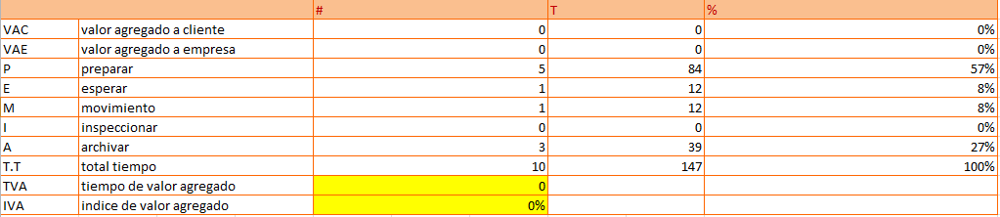 # T %
VAC valor agregado a cliente 0 0 0%
VAE valor agregado a empresa 0 0 0%
P preparar 5 84 57%
E esperar 1 12 8%
M movimiento 1 12 8%
I inspeccionar 0 0 0%
A archivar 3 39 27%
T.T total tiempo 10 147 100%
TVA tiempo de valor agregado 0
IVA indice de valor agregado 0%